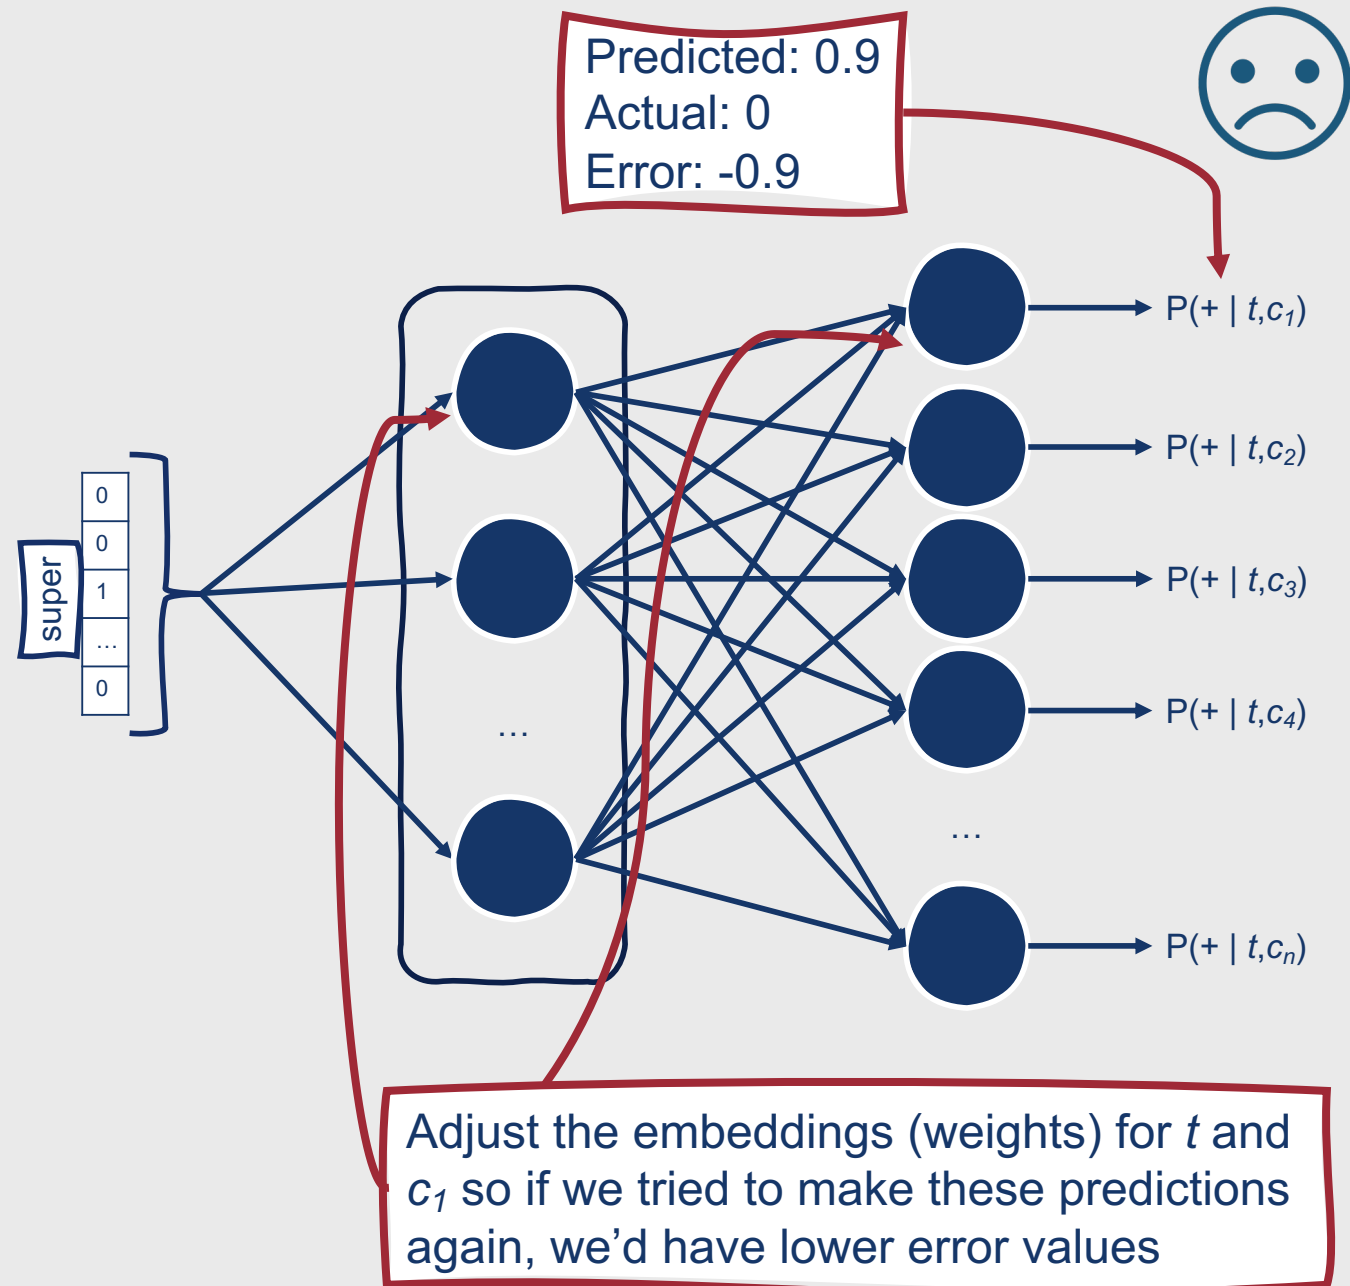 Predicted: 0.9
Actual: 0
Error: -0.9
P(+ | t,c₁)
P(+ | t,c₂)
P(+ | t,c₃)
P(+ | t,c₄)
…
P(+ | t,cₙ)
super
0
0
1
…
0
…
Adjust the embeddings (weights) for t and
c₁ so if we tried to make these predictions
again, we’d have lower error values